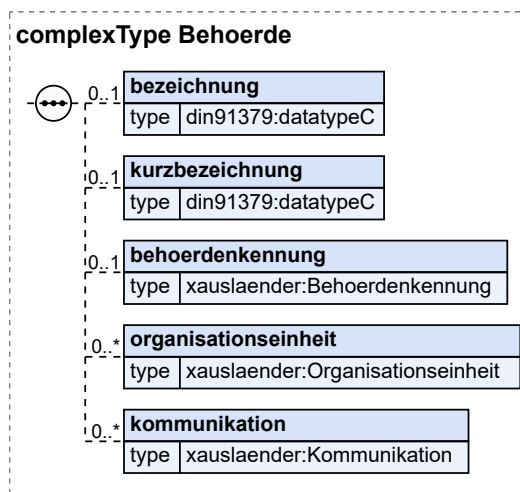 complexType Behoerde
0..1 bezeichnung
type din91379:datatypeC
0..1 kurzbezeichnung
type din91379:datatypeC
0..1 behoerdenkennung
type xauslaender:Behoerdenkennung
0..* organisationseinheit
type xauslaender:Organisationseinheit
0..* kommunikation
type xauslaender:Kommunikation